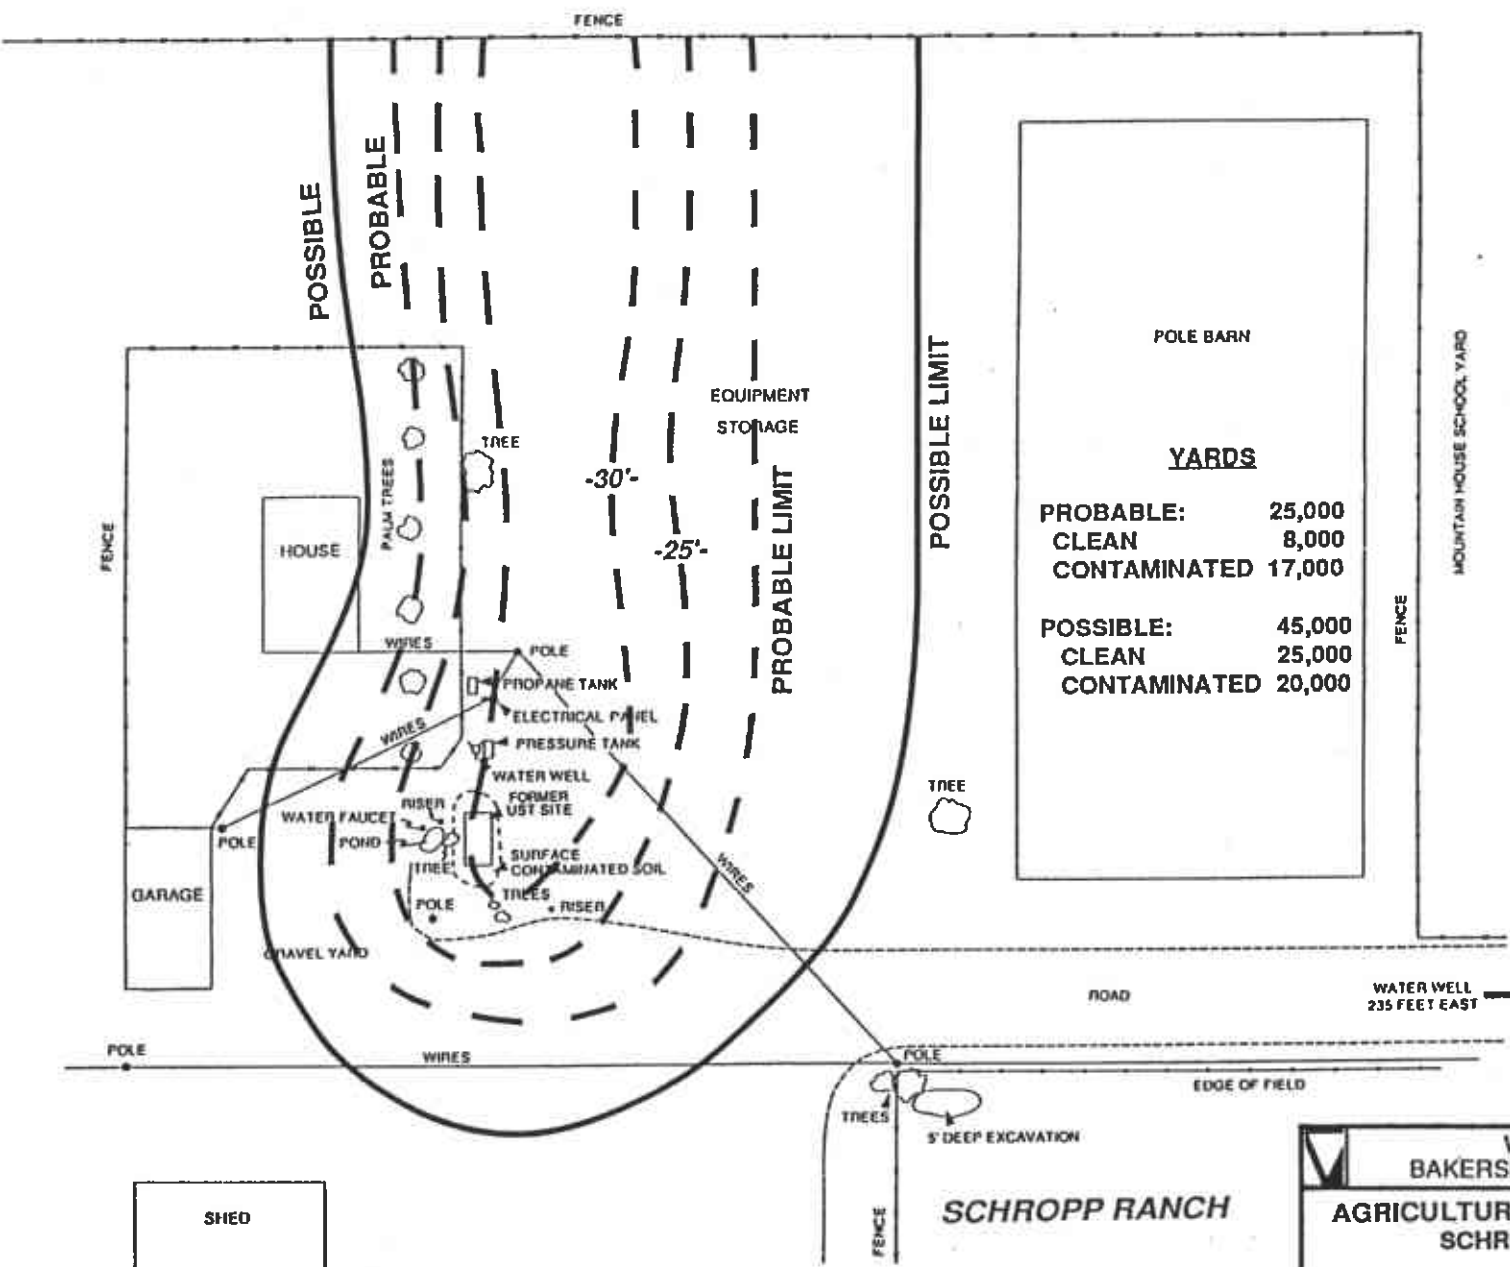 FENCE
POSSIBLE
PROBABLE
POLE BARN
EQUIPMENT
STORAGE
POSSIBLE LIMIT
MOUNTAIN HOUSE SCHOOL YARD
TREE
PALM TREES
-30'-
YARDS
PROBABLE: 25,000
CLEAN 8,000
CONTAMINATED 17,000
POSSIBLE: 45,000
CLEAN 25,000
CONTAMINATED 20,000
FENCE
HOUSE
-25'-
PROBABLE LIMIT
FENCE
WIRES
POLE
PROPANE TANK
ELECTRICAL PANEL
WIRES
PRESSURE TANK
WATER WELL
TREE
RISER
FORMER
UST SITE
WATER FAUCET
POLE
POND
SURFACE
CONTAMINATED SOIL
TREE
WIRES
GARAGE
TREES
POLE
RISER
GRAVEL YARD
ROAD
WATER WELL
235 FEET EAST
POLE
WIRES
POLE
EDGE OF FIELD
TREES
5' DEEP EXCAVATION
BAKERS
SHED
FENCE
SCHROPP RANCH
AGRICULTUR
SCHR